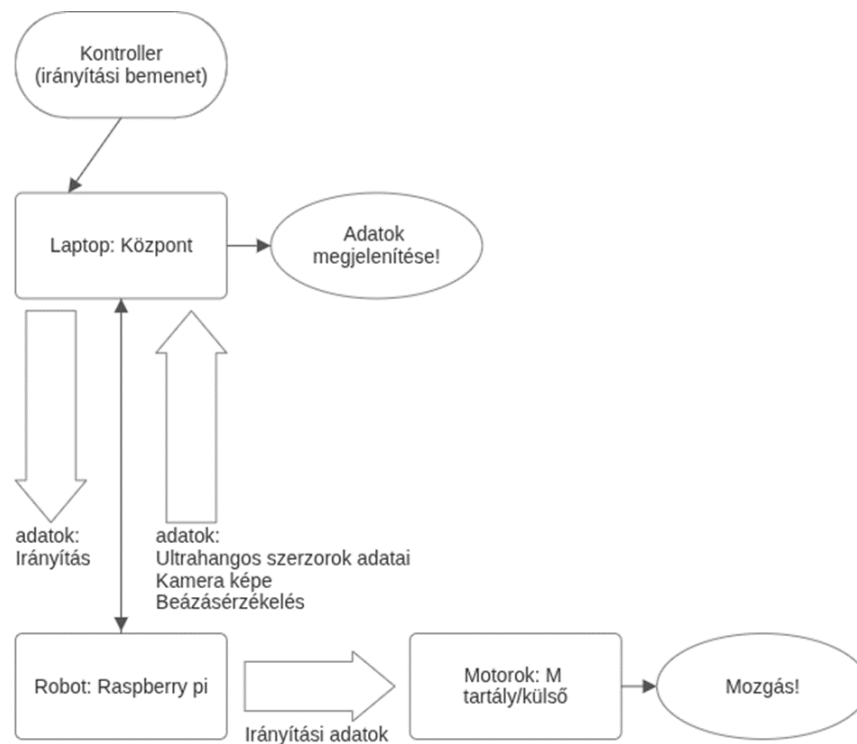 Kontroller
(irányítási bemenet)
Laptop: Központ
Adatok
megjelenítése!
adatok:
Irányítás
adatok:
Ultrahangos szerzorok adatai
Kamera képe
Beázásérzékelés
Robot: Raspberry pi
Irányítási adatok
Motorok: M
tartály/külső
Mozgás!